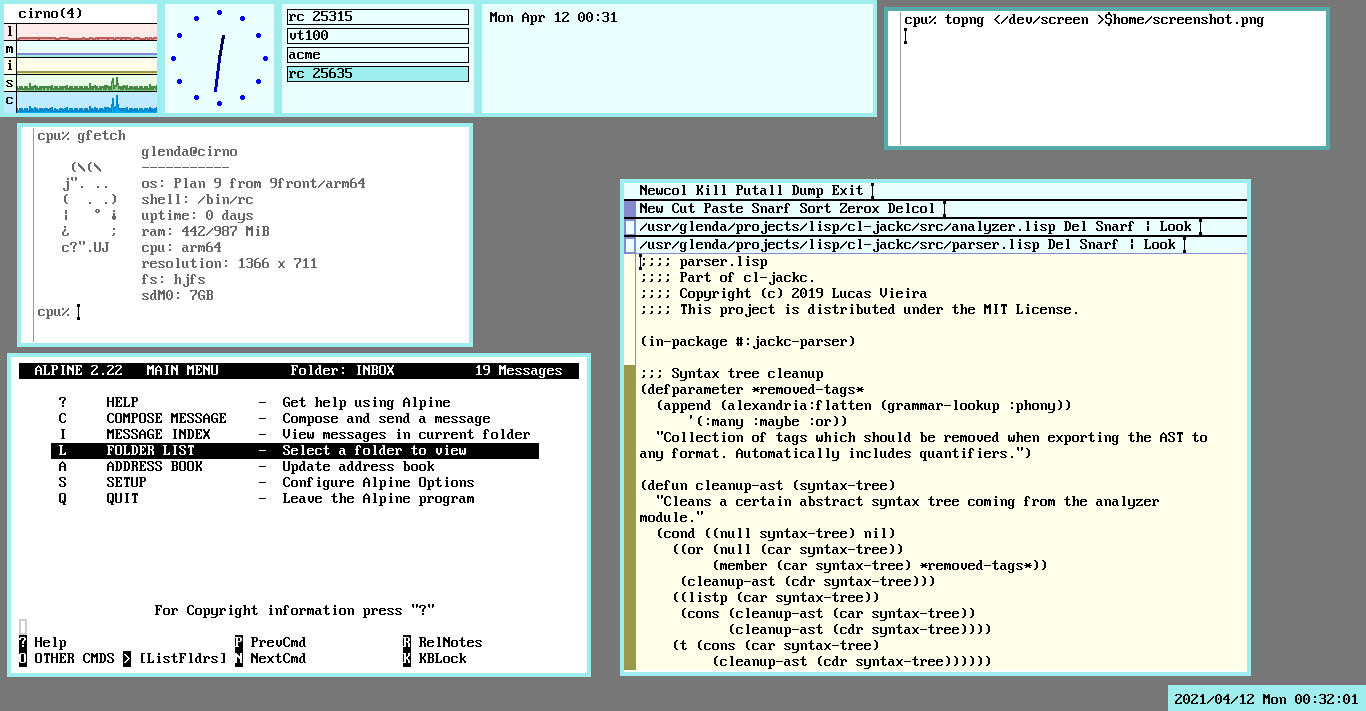 cirno(4)
l
m
i
s
c
rc 25315
vt100
acme
rc 25635
Mon Apr 12 00:31
cpu% topng </dev/screen >$home/screenshot.png
cpu% gfetch
glenda@cirno
(\(\ -----------
j". .. os: Plan 9 from 9front/arm64
( . .) shell: /bin/rc
¦ ° ¡ uptime: 0 days
¿ ; ram: 442/987 MiB
c?".UJ cpu: arm64
resolution: 1366 x 711
fs: hjfs
sdM0: 7GB
cpu%
ALPINE 2.22 MAIN MENU Folder: INBOX 19 Messages
? HELP - Get help using Alpine
C COMPOSE MESSAGE - Compose and send a message
I MESSAGE INDEX - View messages in current folder
L FOLDER LIST - Select a folder to view
A ADDRESS BOOK - Update address book
S SETUP - Configure Alpine Options
Q QUIT - Leave the Alpine program
For Copyright information press "?"
? Help P PrevCmd R RelNotes
O OTHER CMDS > [ListFldrs] N NextCmd K KBLock
Newcol Kill Putall Dump Exit
New Cut Paste Snarf Sort Zerox Delcol
/usr/glenda/projects/lisp/cl-jackc/src/analyzer.lisp Del Snarf | Look
/usr/glenda/projects/lisp/cl-jackc/src/parser.lisp Del Snarf | Look
;;;; parser.lisp
;;;; Part of cl-jackc.
;;;; Copyright (c) 2019 Lucas Vieira
;;;; This project is distributed under the MIT License.
(in-package #:jackc-parser)
;;; Syntax tree cleanup
(defparameter *removed-tags*
(append (alexandria:flatten (grammar-lookup :phony))
'(:many :maybe :or))
"Collection of tags which should be removed when exporting the AST to
any format. Automatically includes quantifiers.")
(defun cleanup-ast (syntax-tree)
"Cleans a certain abstract syntax tree coming from the analyzer
module."
(cond ((null syntax-tree) nil)
((or (null (car syntax-tree))
(member (car syntax-tree) *removed-tags*))
(cleanup-ast (cdr syntax-tree)))
((listp (car syntax-tree))
(cons (cleanup-ast (car syntax-tree))
(cleanup-ast (cdr syntax-tree))))
(t (cons (car syntax-tree)
(cleanup-ast (cdr syntax-tree))))))
2021/04/12 Mon 00:32:01